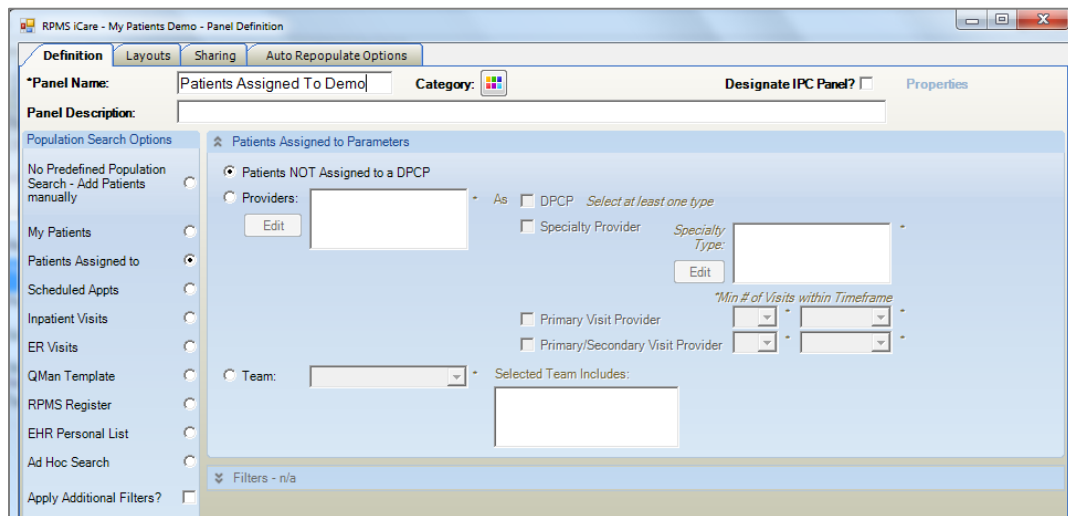 RPMS iCare - My Patients Demo - Panel Definition
Definition Layouts Sharing Auto Repopulate Options
*Panel Name: Patients Assigned To Demo Category: Designate IPC Panel? Properties
Panel Description:
Population Search Options
No Predefined Population
Search - Add Patients
manually
My Patients
Patients Assigned to
Scheduled Appts
Inpatient Visits
ER Visits
QMan Template
RPMS Register
EHR Personal List
Ad Hoc Search
Apply Additional Filters?
Patients Assigned to Parameters
Patients NOT Assigned to a DPCP
Providers: * As DPCP Select at least one type
Edit
Specialty Provider Specialty
Type: *
Edit
*Min # of Visits within Timeframe
Primary Visit Provider * *
Primary/Secondary Visit Provider * *
Team: * Selected Team Includes:
Filters - n/a